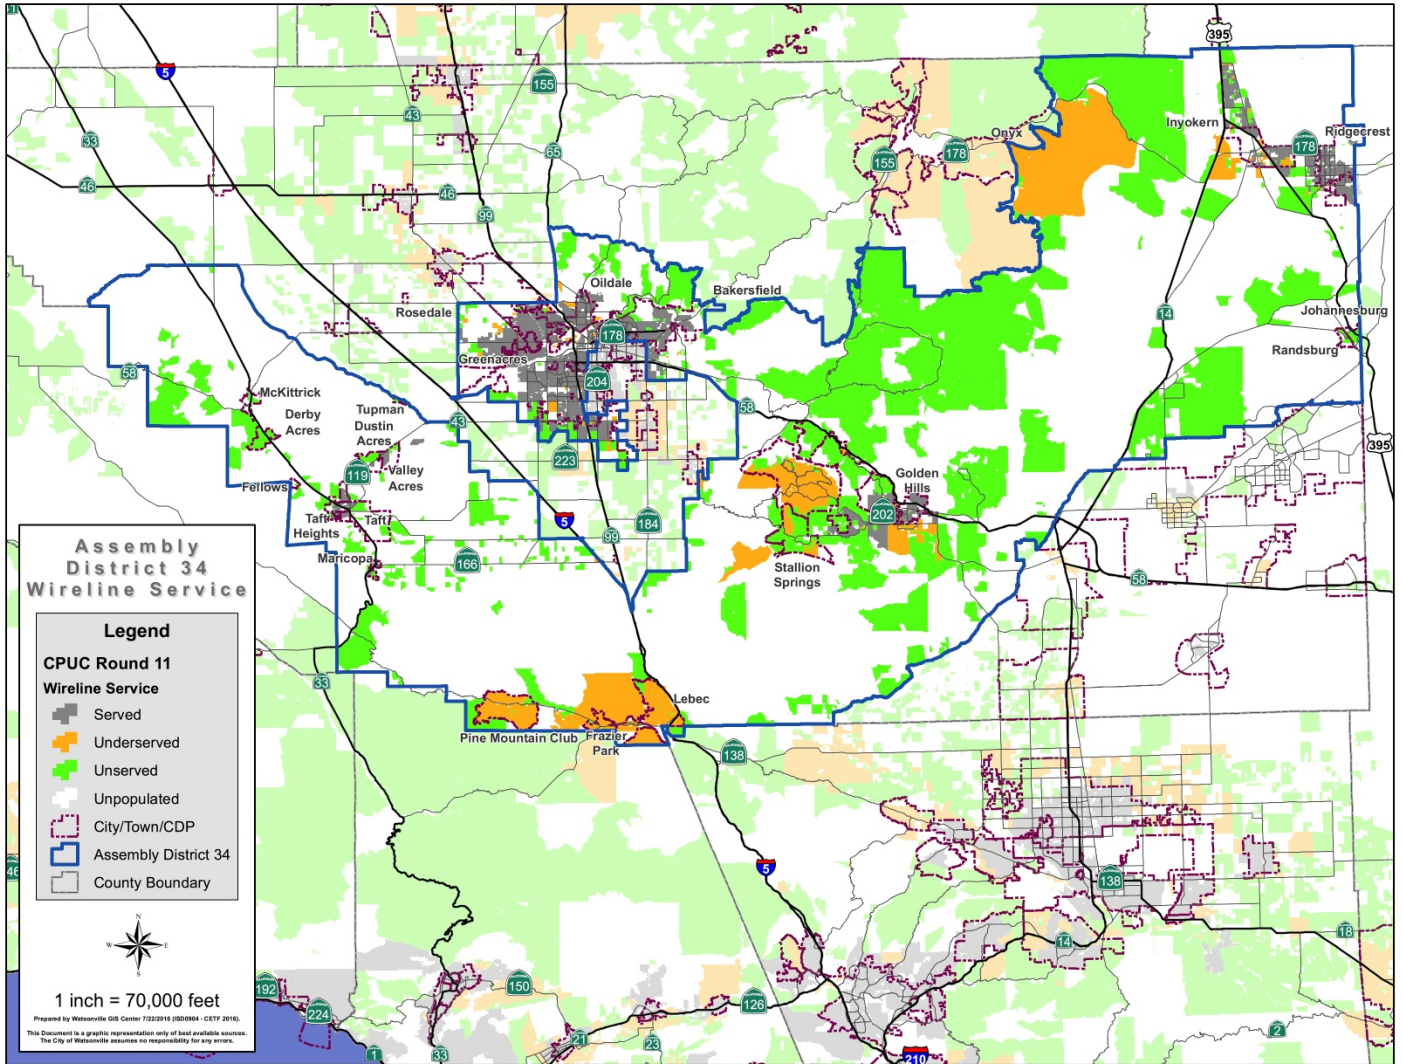 1
5
33
43
155
46
65
46
99
155
178
Onyx
395
Inyokern
Ridgecrest
178
Oildale
Bakersfield
Rosedale
178
14
Johannesburg
Randsburg
Greenacres
204
58
McKittrick
Derby
Acres
Tupman
Dustin
Acres
43
58
395
119
Valley
Acres
223
Fellows
Golden
Hills
202
Taft
Heights
Taft
5
99
184
Maricopa
166
Stallion
Springs
58
33
Lebec
Pine Mountain Club
Frazier
Park
138
5
138
46
14
18
192
224
150
126
1
33
21
23
210
2
Assembly
District 34
Wireline Service
Legend
CPUC Round 11
Wireline Service
Served
Underserved
Unserved
Unpopulated
City/Town/CDP
Assembly District 34
County Boundary
N
W
E
S
1 inch = 70,000 feet
Prepared by Watsonville GIS Center 7/22/2016 (ISD0904 - CETF 2016).
This Document is a graphic representation only of best available sources.
The City of Watsonville assumes no responsibility for any errors.